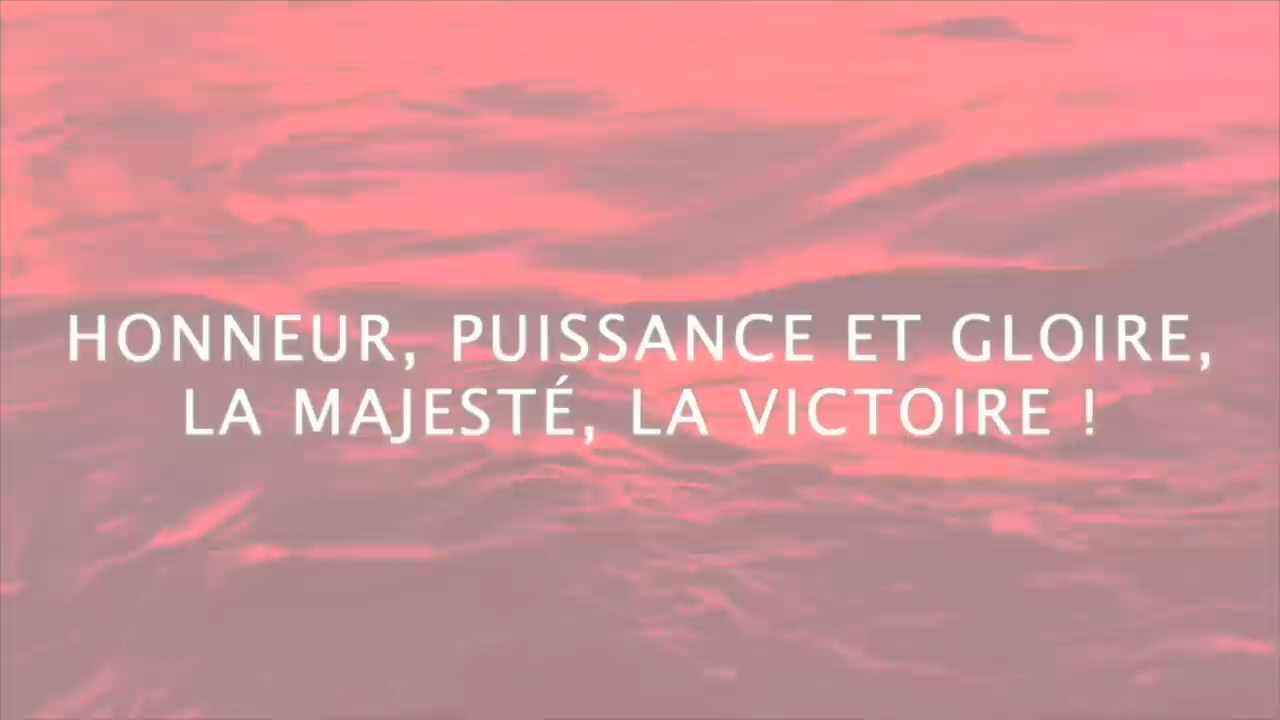 HONNEUR, PUISSANCE ET GLOIRE,
LA MAJESTÉ, LA VICTOIRE !